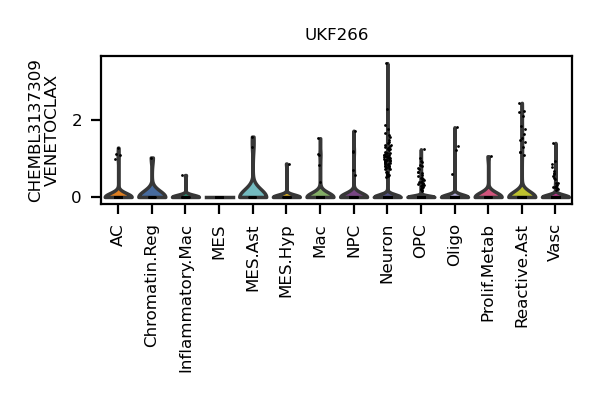 UKF266
CHEMBL3137309
VENETOCLAX
2
0
AC
Chromatin.Reg
Inflammatory.Mac
MES
MES.Ast
MES.Hyp
Mac
NPC
Neuron
OPC
Oligo
Prolif.Metab
Reactive.Ast
Vasc